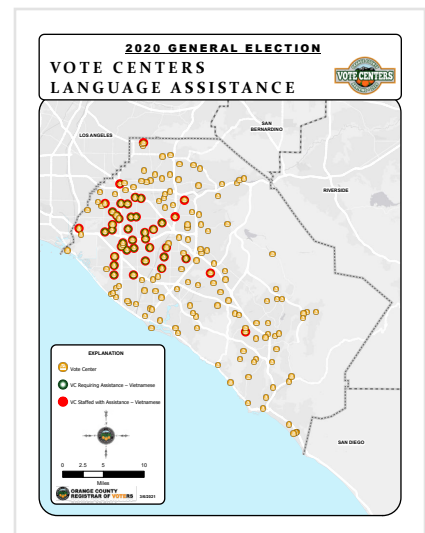 2020 GENERAL ELECTION
VOTE CENTERS
LANGUAGE ASSISTANCE
VOTE CENTERS
LOS ANGELES
SAN
BERNARDINO
RIVERSIDE
SAN DIEGO
EXPLANATION
Vote Center
VC Requiring Assistance – Vietnamese
VC Staffed with Assistance – Vietnamese
0 2.5 5 10
Miles
ORANGE COUNTY
REGISTRAR OF VOTERS